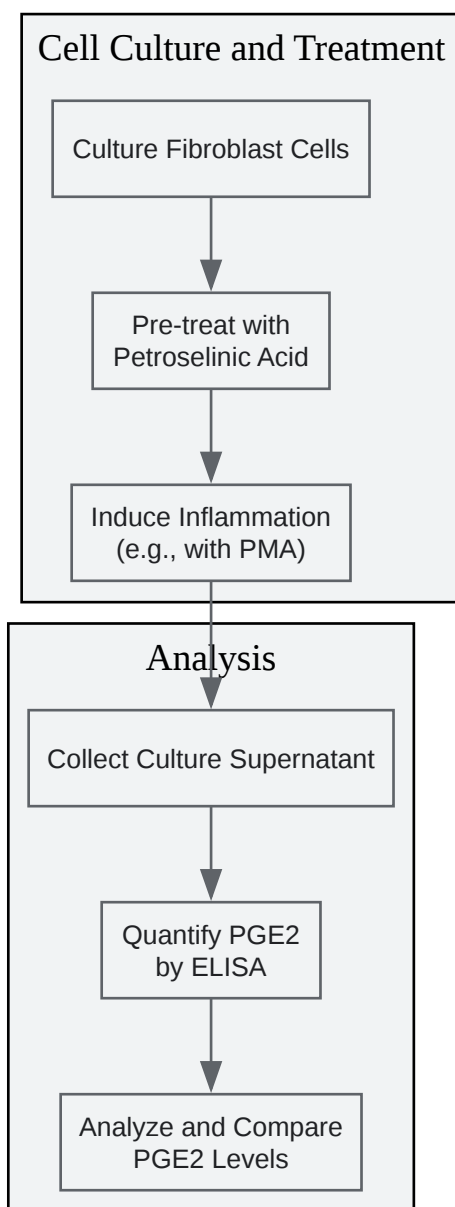 Cell Culture and Treatment
Culture Fibroblast Cells
Pre-treat with
Petroselinic Acid
Induce Inflammation
(e.g., with PMA)
Analysis
Collect Culture Supernatant
Quantify PGE2
by ELISA
Analyze and Compare
PGE2 Levels